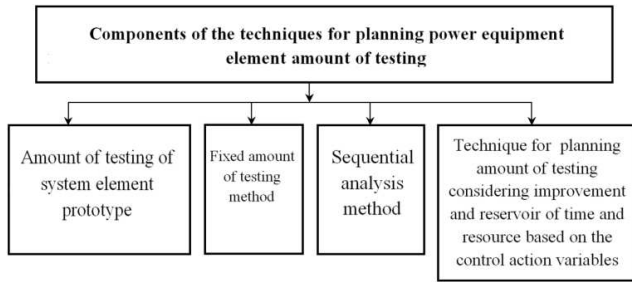 Components of the techniques for planning power equipment
element amount of testing
Amount of testing of
system element
prototype
Fixed amount
of testing
method
Sequential
analysis
method
Technique for planning
amount of testing
considering improvement
and reservoir of time and
resource based on the
control action variables